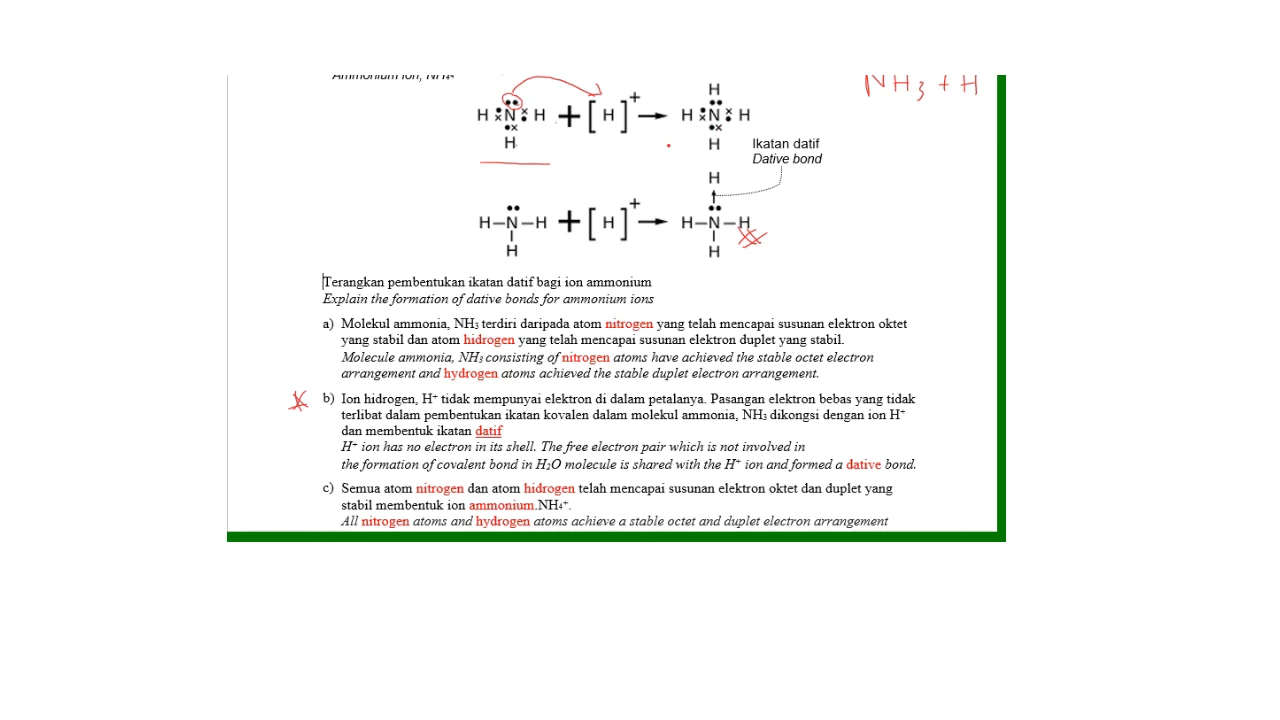 Ammonium ion, NH₄⁺
NH3 + H
H N H + [ H ]⁺ → H H N H H
H
Ikatan datif
Dative bond
H
H–N–H + [ H ]⁺ → H–N–H
H H
Terangkan pembentukan ikatan datif bagi ion ammonium
Explain the formation of dative bonds for ammonium ions
a) Molekul ammonia, NH₃ terdiri daripada atom nitrogen yang telah mencapai susunan elektron oktet
yang stabil dan atom hidrogen yang telah mencapai susunan elektron duplet yang stabil.
Molecule ammonia, NH₃ consisting of nitrogen atoms have achieved the stable octet electron
arrangement and hydrogen atoms achieved the stable duplet electron arrangement.
b) Ion hidrogen, H⁺ tidak mempunyai elektron di dalam petalanya. Pasangan elektron bebas yang tidak
terlibat dalam pembentukan ikatan kovalen dalam molekul ammonia, NH₃ dikongsi dengan ion H⁺
dan membentuk ikatan datif
H⁺ ion has no electron in its shell. The free electron pair which is not involved in
the formation of covalent bond in H₂O molecule is shared with the H⁺ ion and formed a dative bond.
c) Semua atom nitrogen dan atom hidrogen telah mencapai susunan elektron oktet dan duplet yang
stabil membentuk ion ammonium.NH₄⁺.
All nitrogen atoms and hydrogen atoms achieve a stable octet and duplet electron arrangement